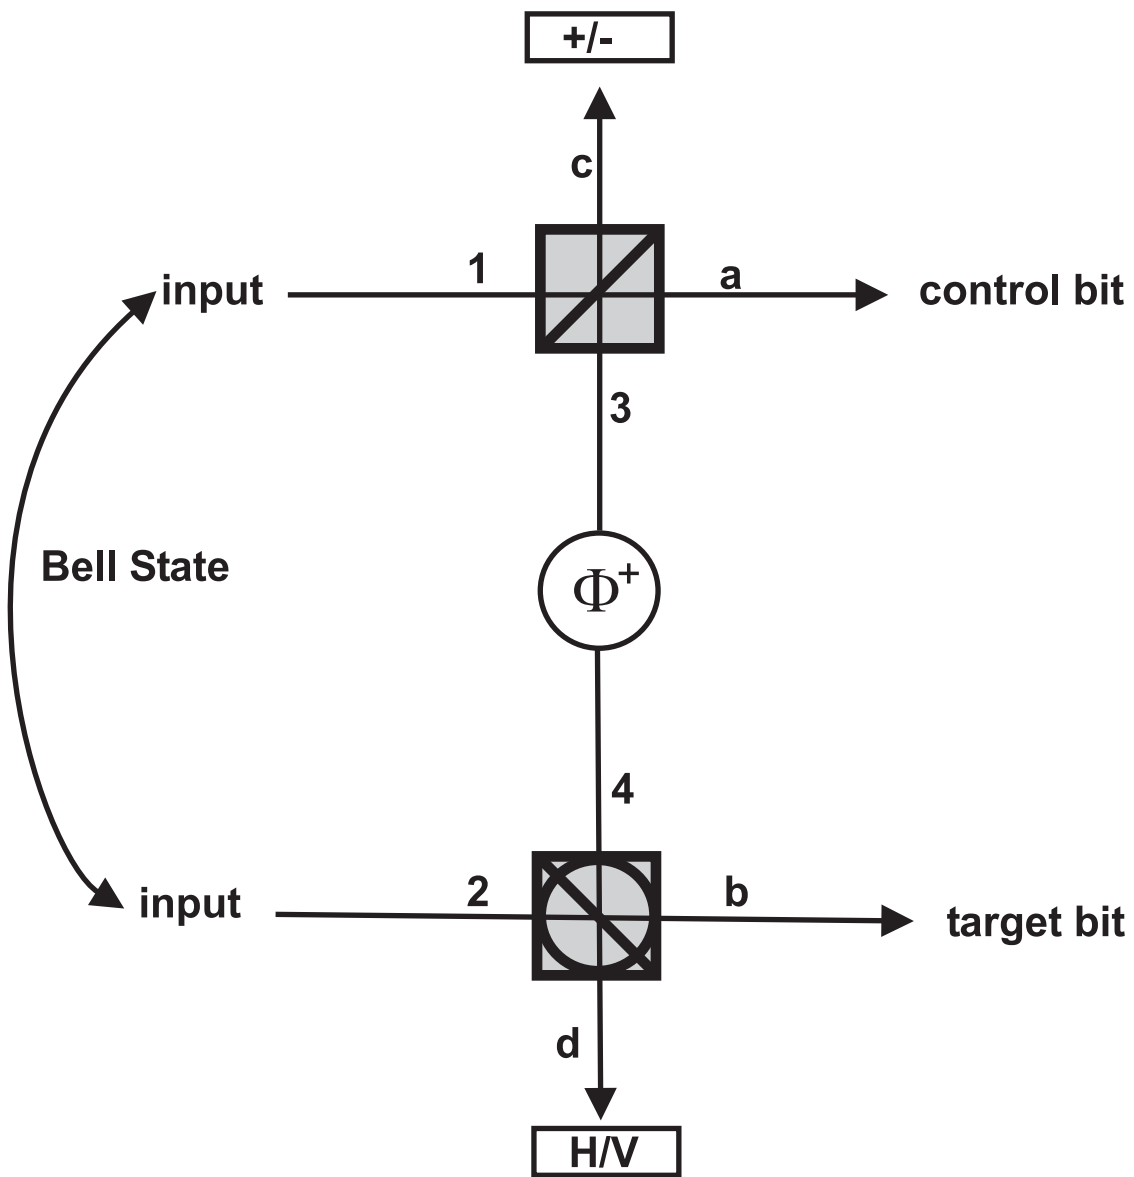 +/-
c
input
1
a
control bit
3
Bell State
Φ+
4
input
2
b
target bit
d
H/V